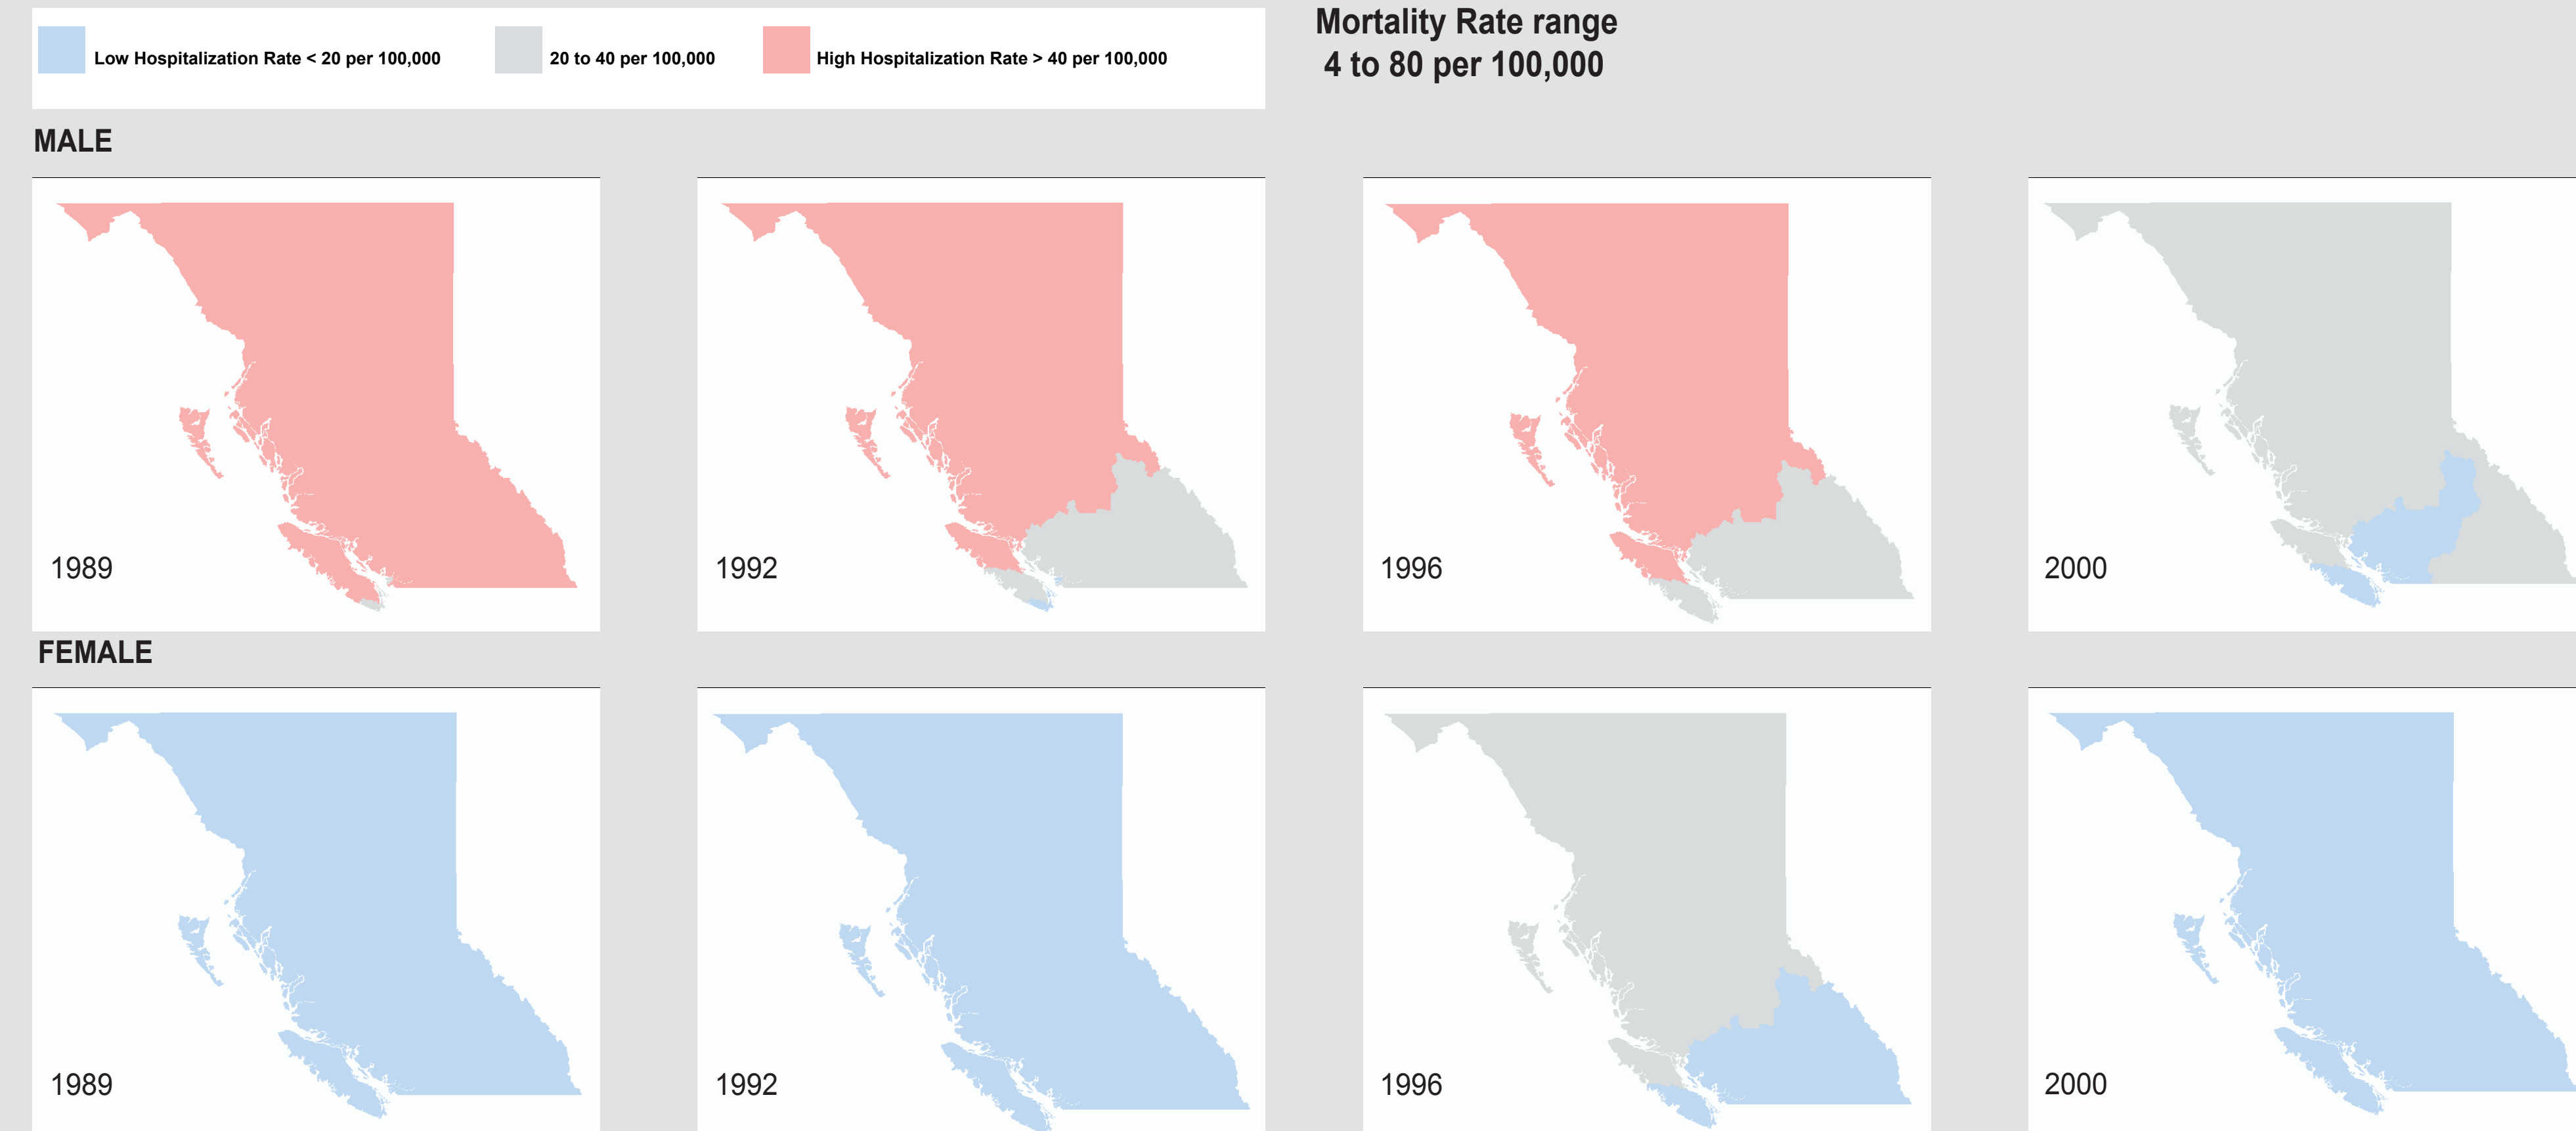 Low Hospitalization Rate < 20 per 100,000
20 to 40 per 100,000
High Hospitalization Rate > 40 per 100,000
Mortality Rate range
4 to 80 per 100,000
MALE
1989
1992
1996
2000
FEMALE
1989
1992
1996
2000